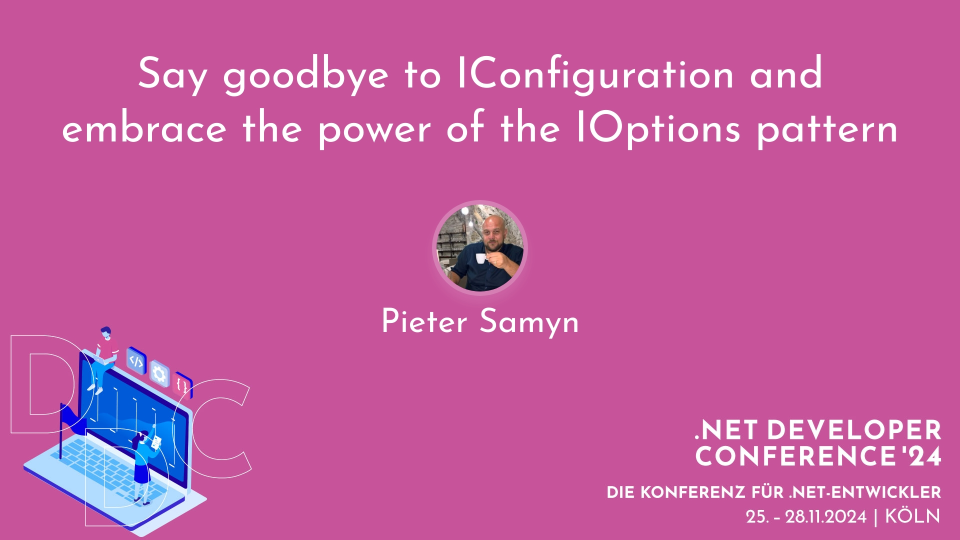 Say goodbye to IConfiguration and
embrace the power of the IOptions pattern
Pieter Samyn
</>
{ }
DDC
.NET DEVELOPER
CONFERENCE '24
DIE KONFERENZ FÜR .NET-ENTWICKLER
25. – 28.11.2024 | KÖLN